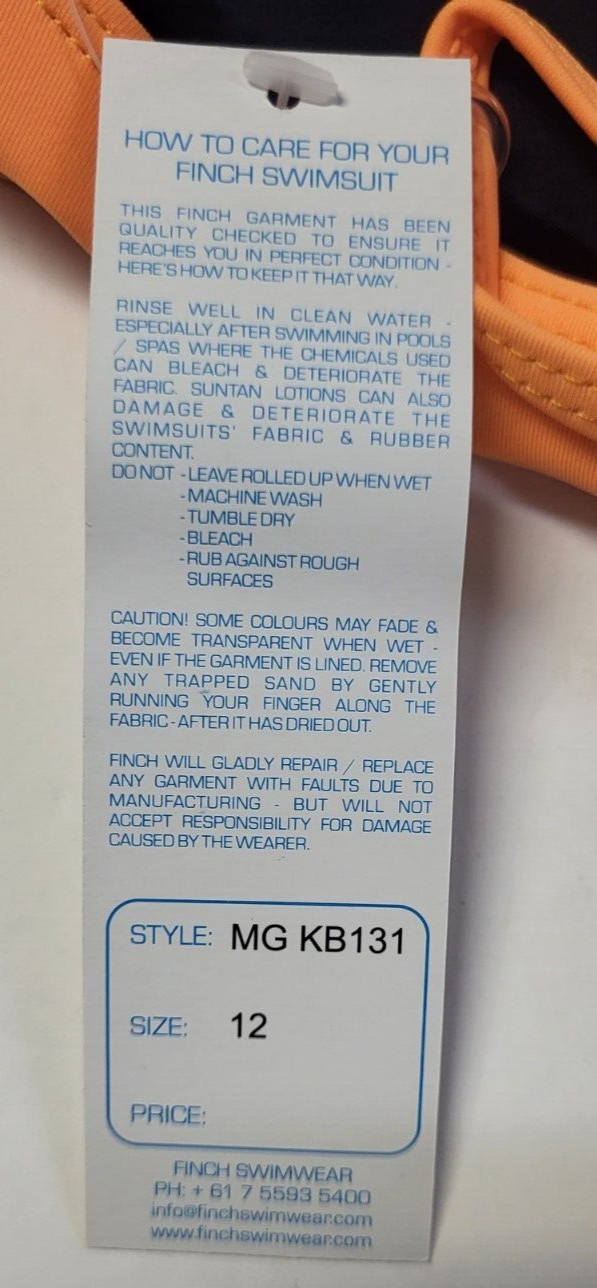 HOW TO CARE FOR YOUR
FINCH SWIMSUIT
THIS FINCH GARMENT HAS BEEN
QUALITY CHECKED TO ENSURE IT
REACHES YOU IN PERFECT CONDITION -
HERE'S HOW TO KEEP IT THAT WAY.
RINSE WELL IN CLEAN WATER -
ESPECIALLY AFTER SWIMMING IN POOLS
/ SPAS WHERE THE CHEMICALS USED
CAN BLEACH & DETERIORATE THE
FABRIC. SUNTAN LOTIONS CAN ALSO
DAMAGE & DETERIORATE THE
SWIMSUITS' FABRIC & RUBBER
CONTENT.
DO NOT - LEAVE ROLLED UP WHEN WET
- MACHINE WASH
- TUMBLE DRY
- BLEACH
- RUB AGAINST ROUGH
SURFACES
CAUTION! SOME COLOURS MAY FADE &
BECOME TRANSPARENT WHEN WET -
EVEN IF THE GARMENT IS LINED. REMOVE
ANY TRAPPED SAND BY GENTLY
RUNNING YOUR FINGER ALONG THE
FABRIC - AFTER IT HAS DRIED OUT.
FINCH WILL GLADLY REPAIR / REPLACE
ANY GARMENT WITH FAULTS DUE TO
MANUFACTURING - BUT WILL NOT
ACCEPT RESPONSIBILITY FOR DAMAGE
CAUSED BY THE WEARER.
STYLE: MG KB131
SIZE: 12
PRICE:
FINCH SWIMWEAR
PH: + 61 7 5593 5400
info@finchswimwear.com
www.finchswimwear.com